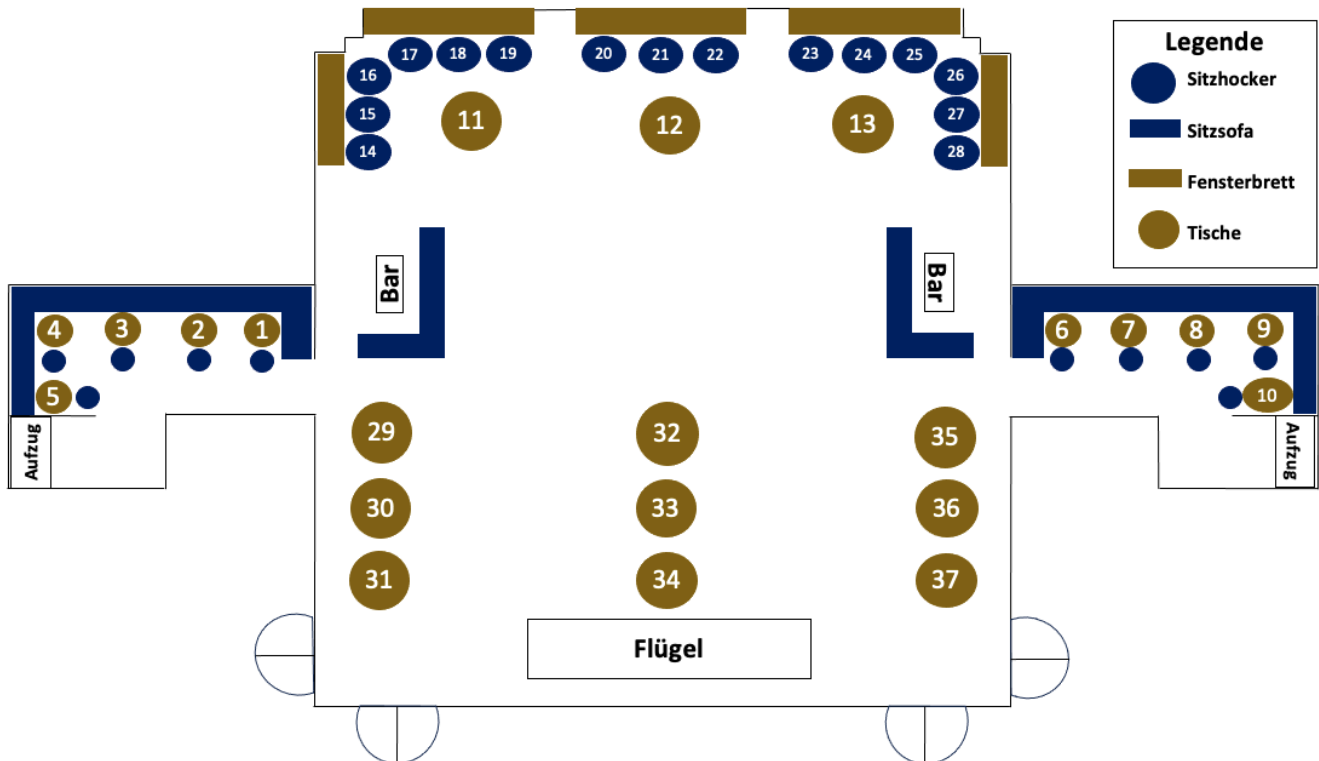 17 18 19 20 21 22 23 24 25
16 26
15 27
14 28
11 12 13
Legende
Sitzhocker
Sitzsofa
Fensterbrett
Tische
Bar
Bar
4 3 2 1
5
6 7 8 9
10
Aufzug
Aufzug
29 32 35
30 33 36
31 34 37
Flügel